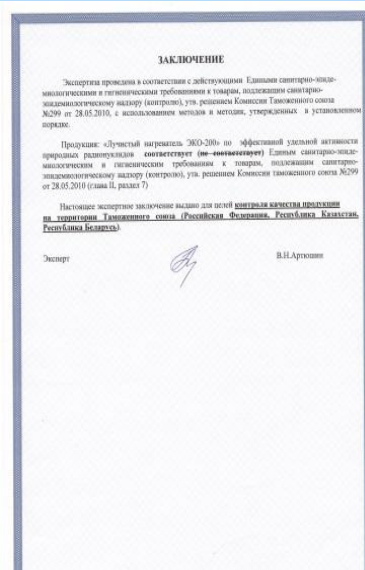 ЗАКЛЮЧЕНИЕ
Экспертиза проведена в соответствии с действующими Едиными санитарно-эпиде-
миологическими и гигиеническими требованиями к товарам, подлежащим санитарно-
эпидемиологическому надзору (контролю), утв. решением Комиссии Таможенного союза
№299 от 28.05.2010, с использованием методов и методик, утвержденных в установленном
порядке.
Продукция: «Лучистый нагреватель ЭКО-200» по эффективной удельной активности
природных радионуклидов соответствует (не соответствует) Единым санитарно-эпиде-
миологическим и гигиеническим требованиям к товарам, подлежащим санитарно-
эпидемиологическому надзору (контролю), утв. решением Комиссии таможенного союза №299
от 28.05.2010 (глава II, раздел 7)
Настоящее экспертное заключение выдано для целей контроля качества продукции
на территории Таможенного союза (Российская Федерация, Республика Казахстан,
Республика Беларусь).
Эксперт В.Н.Артюшин